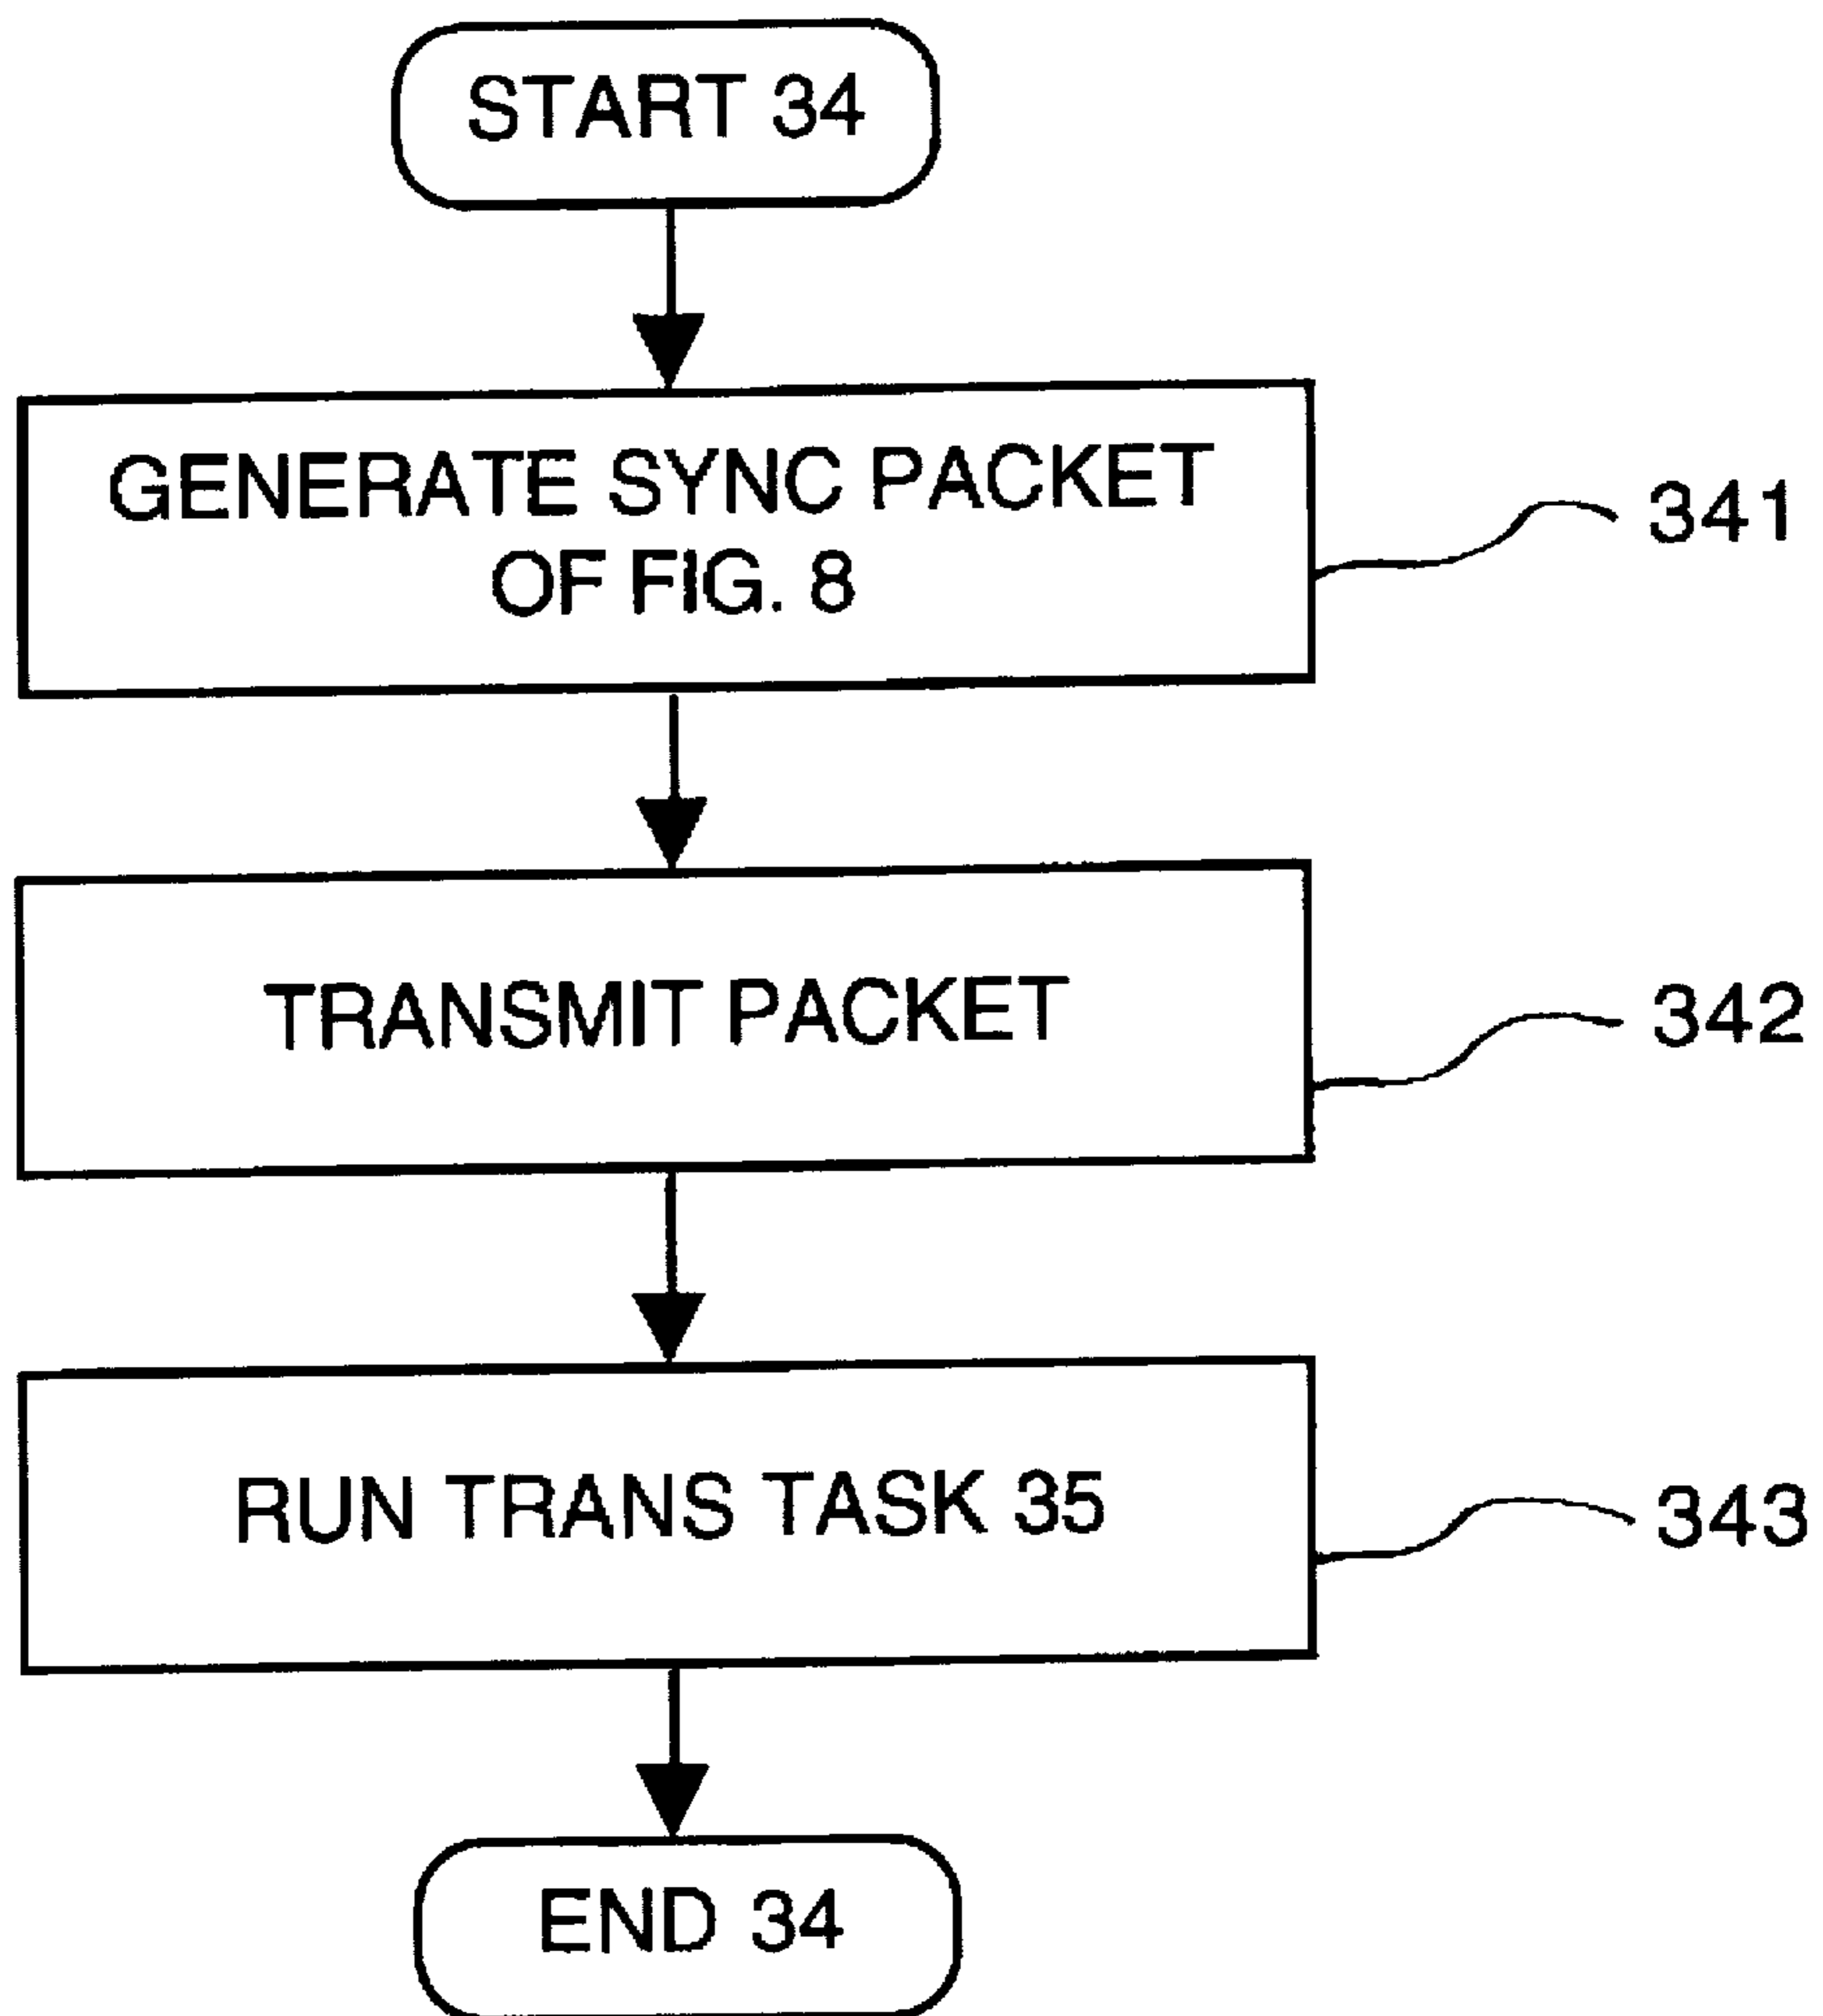 START 34
GENERATE SYNC PACKET
OF FIG. 8
341
TRANSMIT PACKET
342
RUN TRANS TASK 35
343
END 34